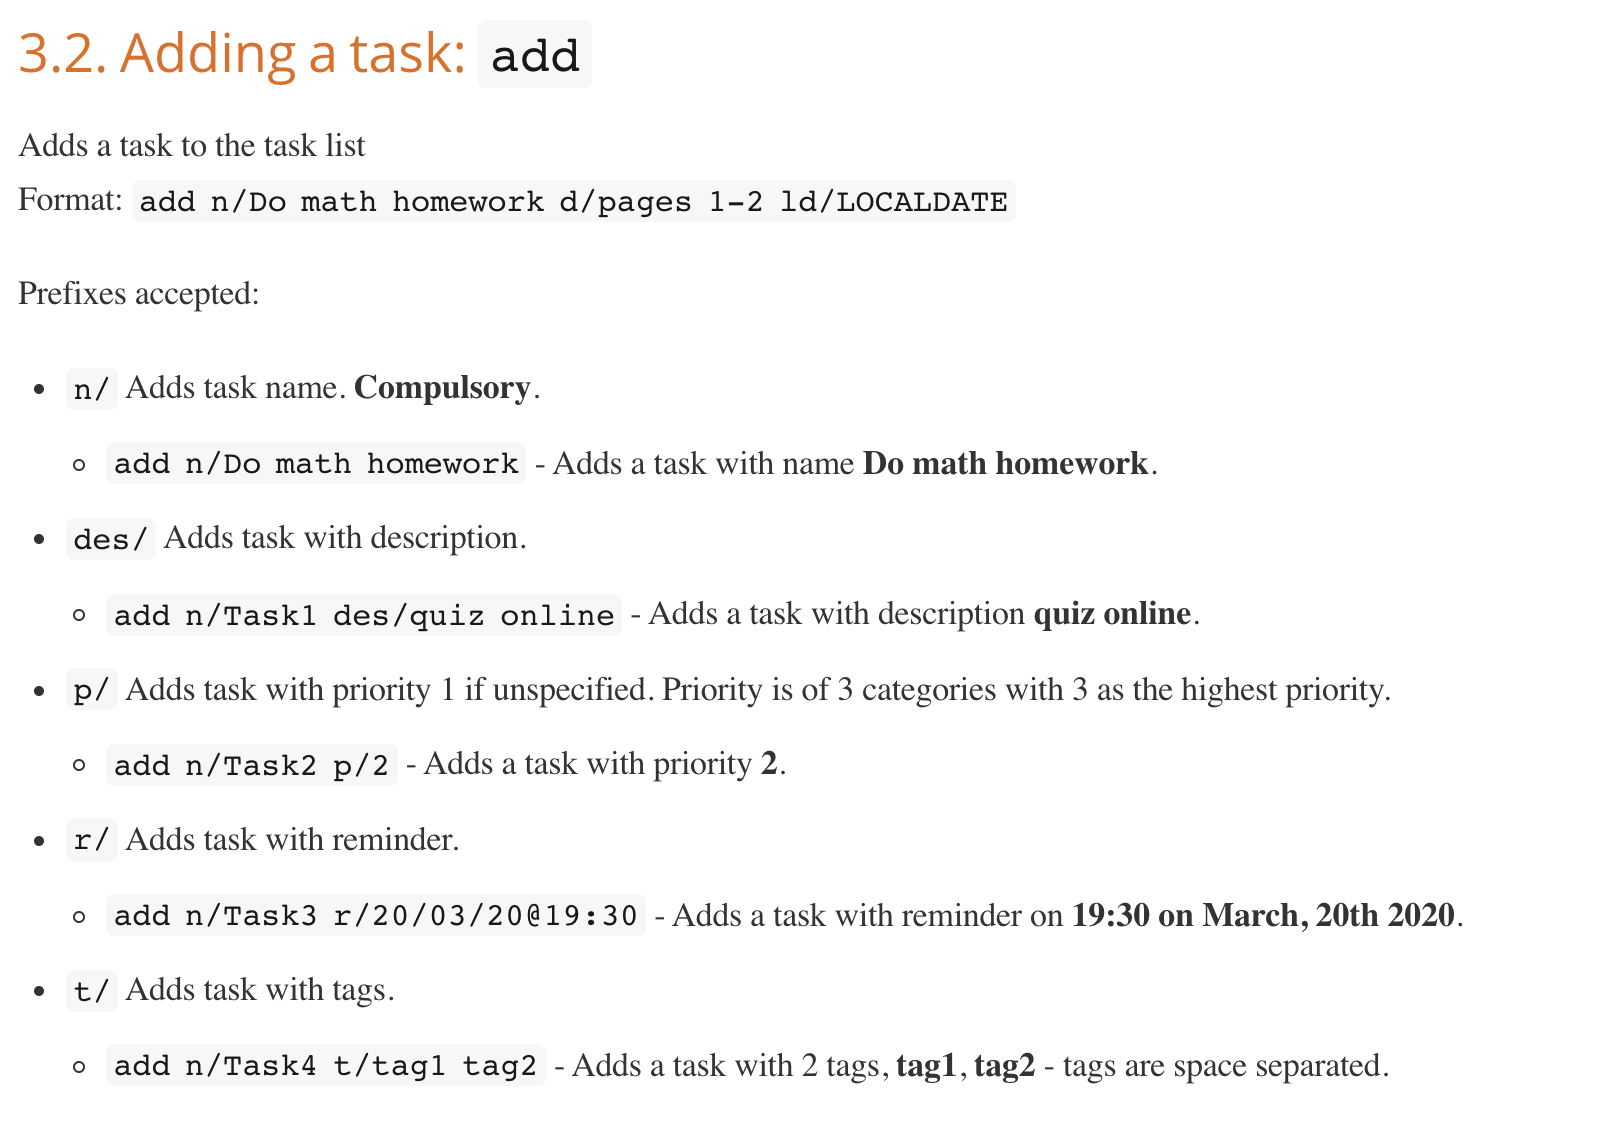 3.2. Adding a task: add
Adds a task to the task list
Format: add n/Do math homework d/pages 1-2 ld/LOCALDATE
Prefixes accepted:
n/ Adds task name. Compulsory.
add n/Do math homework - Adds a task with name Do math homework.
des/ Adds task with description.
add n/Task1 des/quiz online - Adds a task with description quiz online.
p/ Adds task with priority 1 if unspecified. Priority is of 3 categories with 3 as the highest priority.
add n/Task2 p/2 - Adds a task with priority 2.
r/ Adds task with reminder.
add n/Task3 r/20/03/20@19:30 - Adds a task with reminder on 19:30 on March, 20th 2020.
t/ Adds task with tags.
add n/Task4 t/tag1 tag2 - Adds a task with 2 tags, tag1, tag2 - tags are space separated.